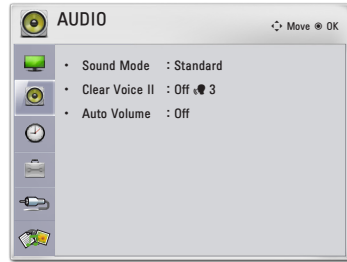 AUDIO
Move OK
• Sound Mode : Standard
• Clear Voice II : Off 3
• Auto Volume : Off